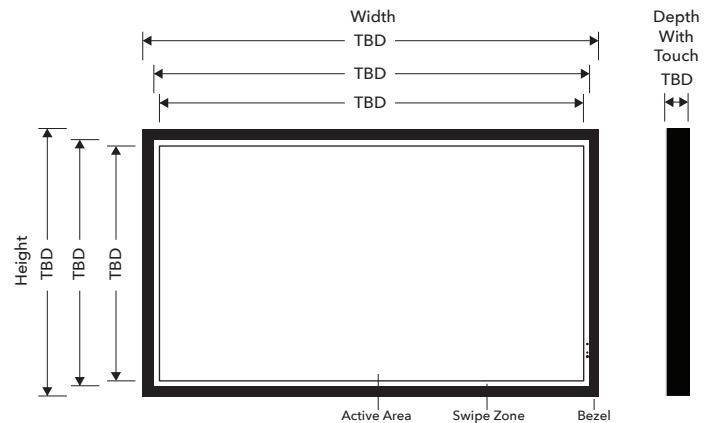 Width
TBD
TBD
TBD
Depth
With
Touch
TBD
Height
TBD
TBD
TBD
Active Area
Swipe Zone
Bezel